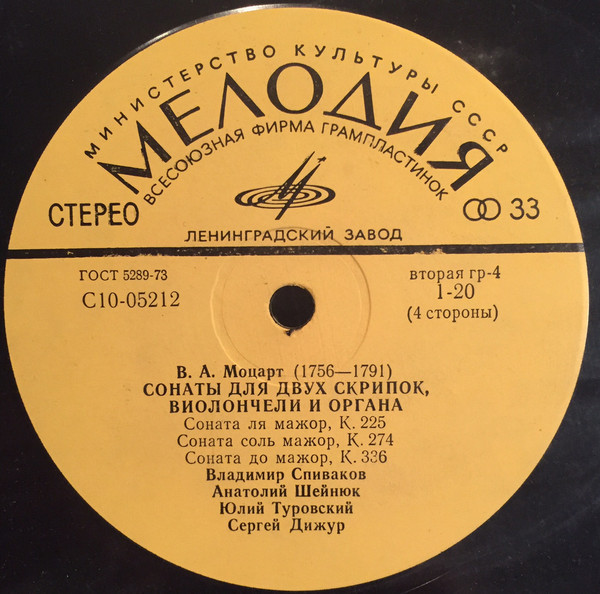 МИНИСТЕРСТВО КУЛЬТУРЫ СССР
МЕЛОДИЯ
ВСЕСОЮЗНАЯ ФИРМА ГРАМПЛАСТИНОК
СТЕРЕО
33
ЛЕНИНГРАДСКИЙ ЗАВОД
ГОСТ 5289-73
С10-05212
вторая гр-4
1-20
(4 стороны)
В. А. Моцарт (1756—1791)
СОНАТЫ ДЛЯ ДВУХ СКРИПОК,
ВИОЛОНЧЕЛИ И ОРГАНА
Соната ля мажор, К. 225
Соната соль мажор, К. 274
Соната до мажор, К. 336
Владимир Спиваков
Анатолий Шейнюк
Юлий Туровский
Сергей Дижур